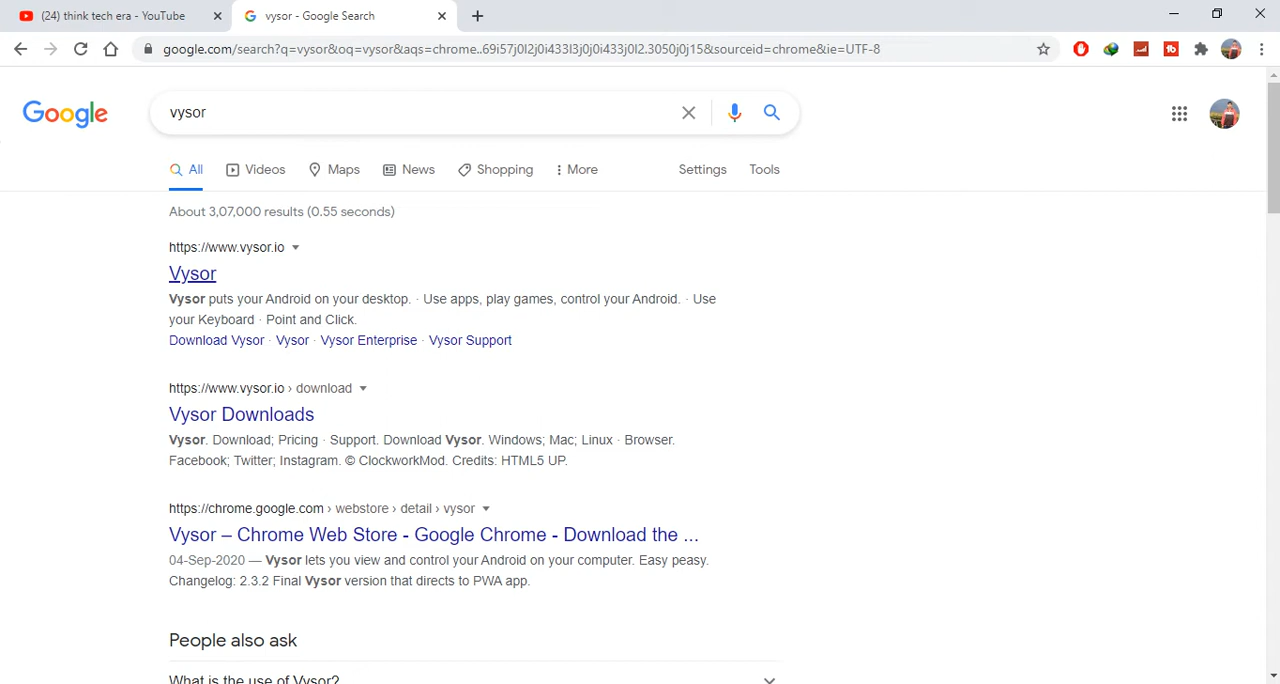 (24) think tech era - YouTube
vysor - Google Search
google.com/search?q=vysor&oq=vysor&aqs=chrome..69i57j0l2j0i433l3j0j0i433j0l2.3050j0j15&sourceid=chrome&ie=UTF-8
Google
vysor
All Videos Maps News Shopping More Settings Tools
About 3,07,000 results (0.55 seconds)
https://www.vysor.io
Vysor
Vysor puts your Android on your desktop. · Use apps, play games, control your Android. · Use
your Keyboard · Point and Click.
Download Vysor · Vysor · Vysor Enterprise · Vysor Support
https://www.vysor.io › download
Vysor Downloads
Vysor. Download; Pricing · Support. Download Vysor. Windows; Mac; Linux · Browser.
Facebook; Twitter; Instagram. © ClockworkMod. Credits: HTML5 UP.
https://chrome.google.com › webstore › detail › vysor
Vysor – Chrome Web Store - Google Chrome - Download the ...
04-Sep-2020 — Vysor lets you view and control your Android on your computer. Easy peasy.
Changelog: 2.3.2 Final Vysor version that directs to PWA app.
People also ask
What is the use of Vysor?